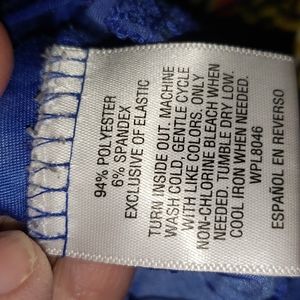 94% POLYESTER
6% SPANDEX
EXCLUSIVE OF ELASTIC
TURN INSIDE OUT. MACHINE
WASH COLD, GENTLE CYCLE
WITH LIKE COLORS. ONLY
NON-CHLORINE BLEACH WHEN
NEEDED. TUMBLE DRY LOW.
COOL IRON WHEN NEEDED.
WPL8046
ESPAÑOL EN REVERSO